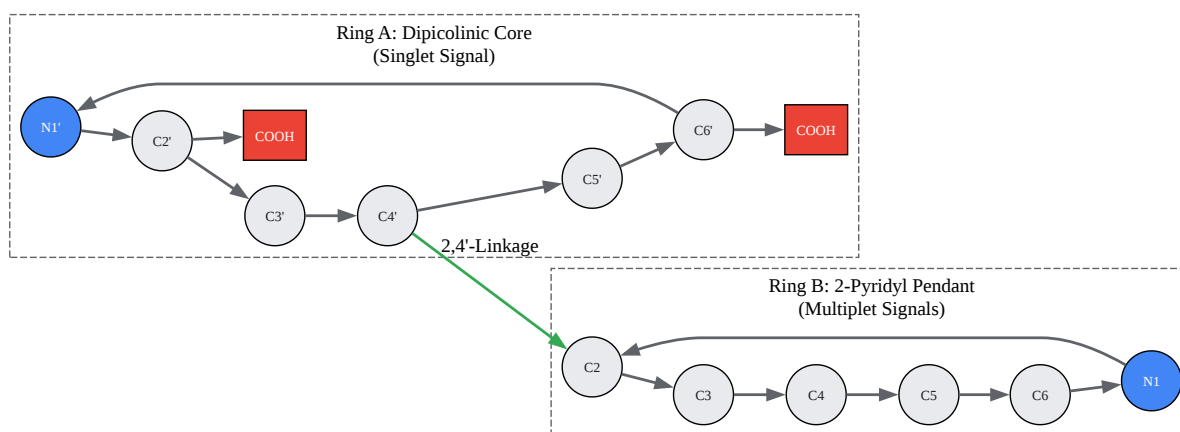 Ring A: Dipicolinic Core
(Singlet Signal)
N1'
C2'
COOH
C3'
C4'
C5'
C6'
COOH
2,4'-Linkage
Ring B: 2-Pyridyl Pendant
(Multiplet Signals)
C2
C3
C4
C5
C6
N1